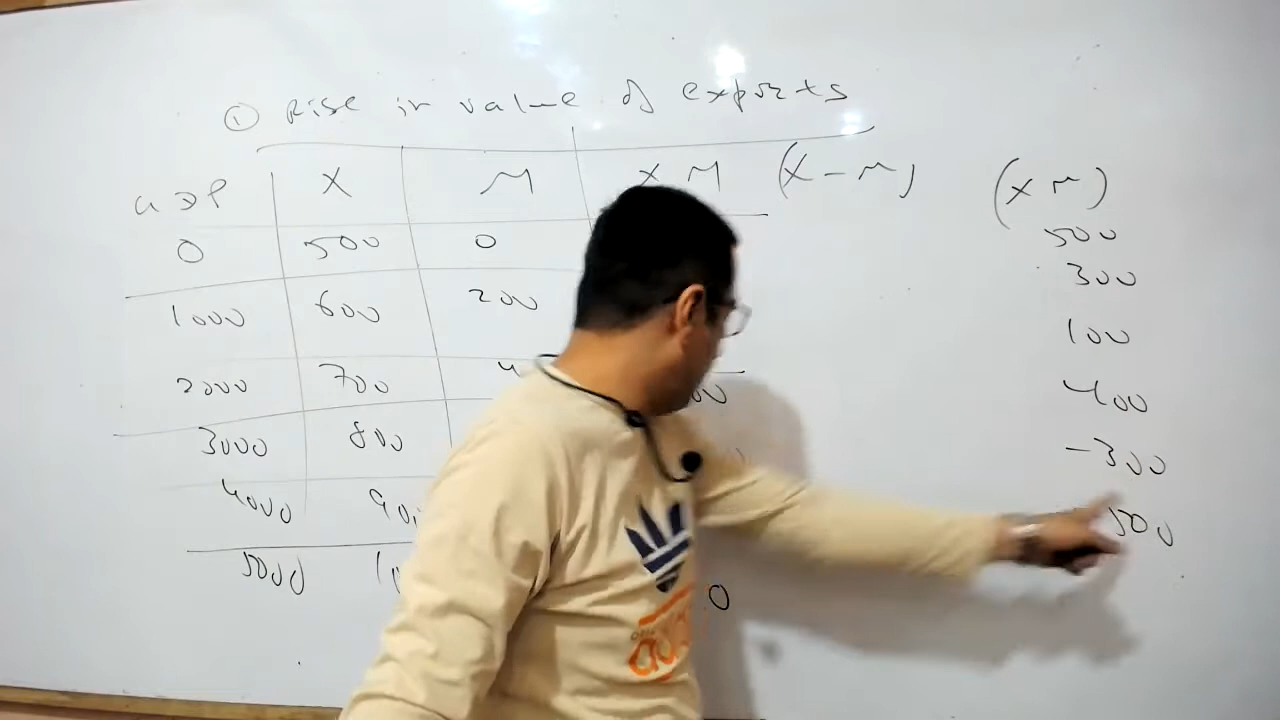 ① Rise in value of exports
GDP X M X M (X - M) (X M)
0 500 0 500
1000 600 200 300
2000 700 100
3000 800 400
4000 -300
5000 0 500